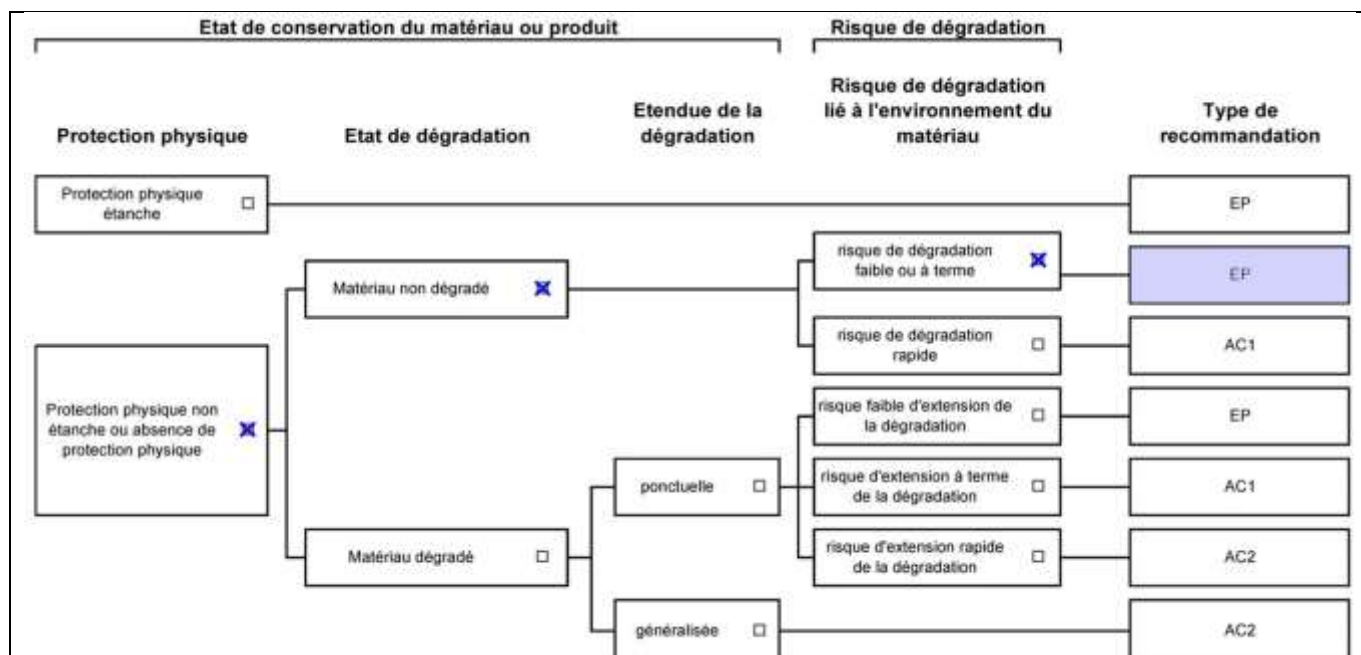 Etat de conservation du matériau ou produit
Risque de dégradation
Protection physique
Etat de dégradation
Etendue de la
dégradation
Risque de dégradation
lié à l'environnement du
matériau
Type de
recommandation
Protection physique
étanche
EP
Matériau non dégradé
risque de dégradation
faible ou à terme
EP
risque de dégradation
rapide
AC1
Protection physique non
étanche ou absence de
protection physique
risque faible d'extension de
la dégradation
EP
ponctuelle
risque d'extension à terme
de la dégradation
AC1
Matériau dégradé
risque d'extension rapide
de la dégradation
AC2
généralisée
AC2